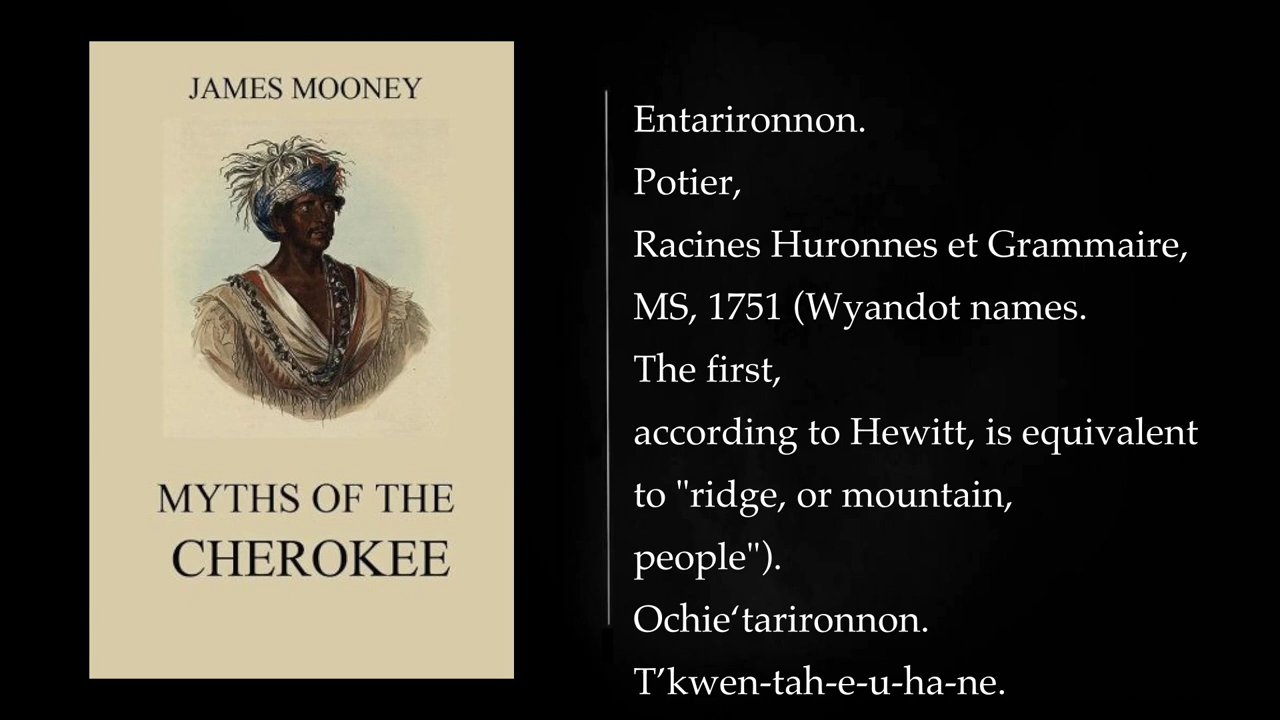 JAMES MOONEY
MYTHS OF THE
CHEROKEE
Entarironnon.
Potier,
Racines Huronnes et Grammaire,
MS, 1751 (Wyandot names.
The first,
according to Hewitt, is equivalent
to "ridge, or mountain,
people").
Ochie‘tarironnon.
T’kwen-tah-e-u-ha-ne.